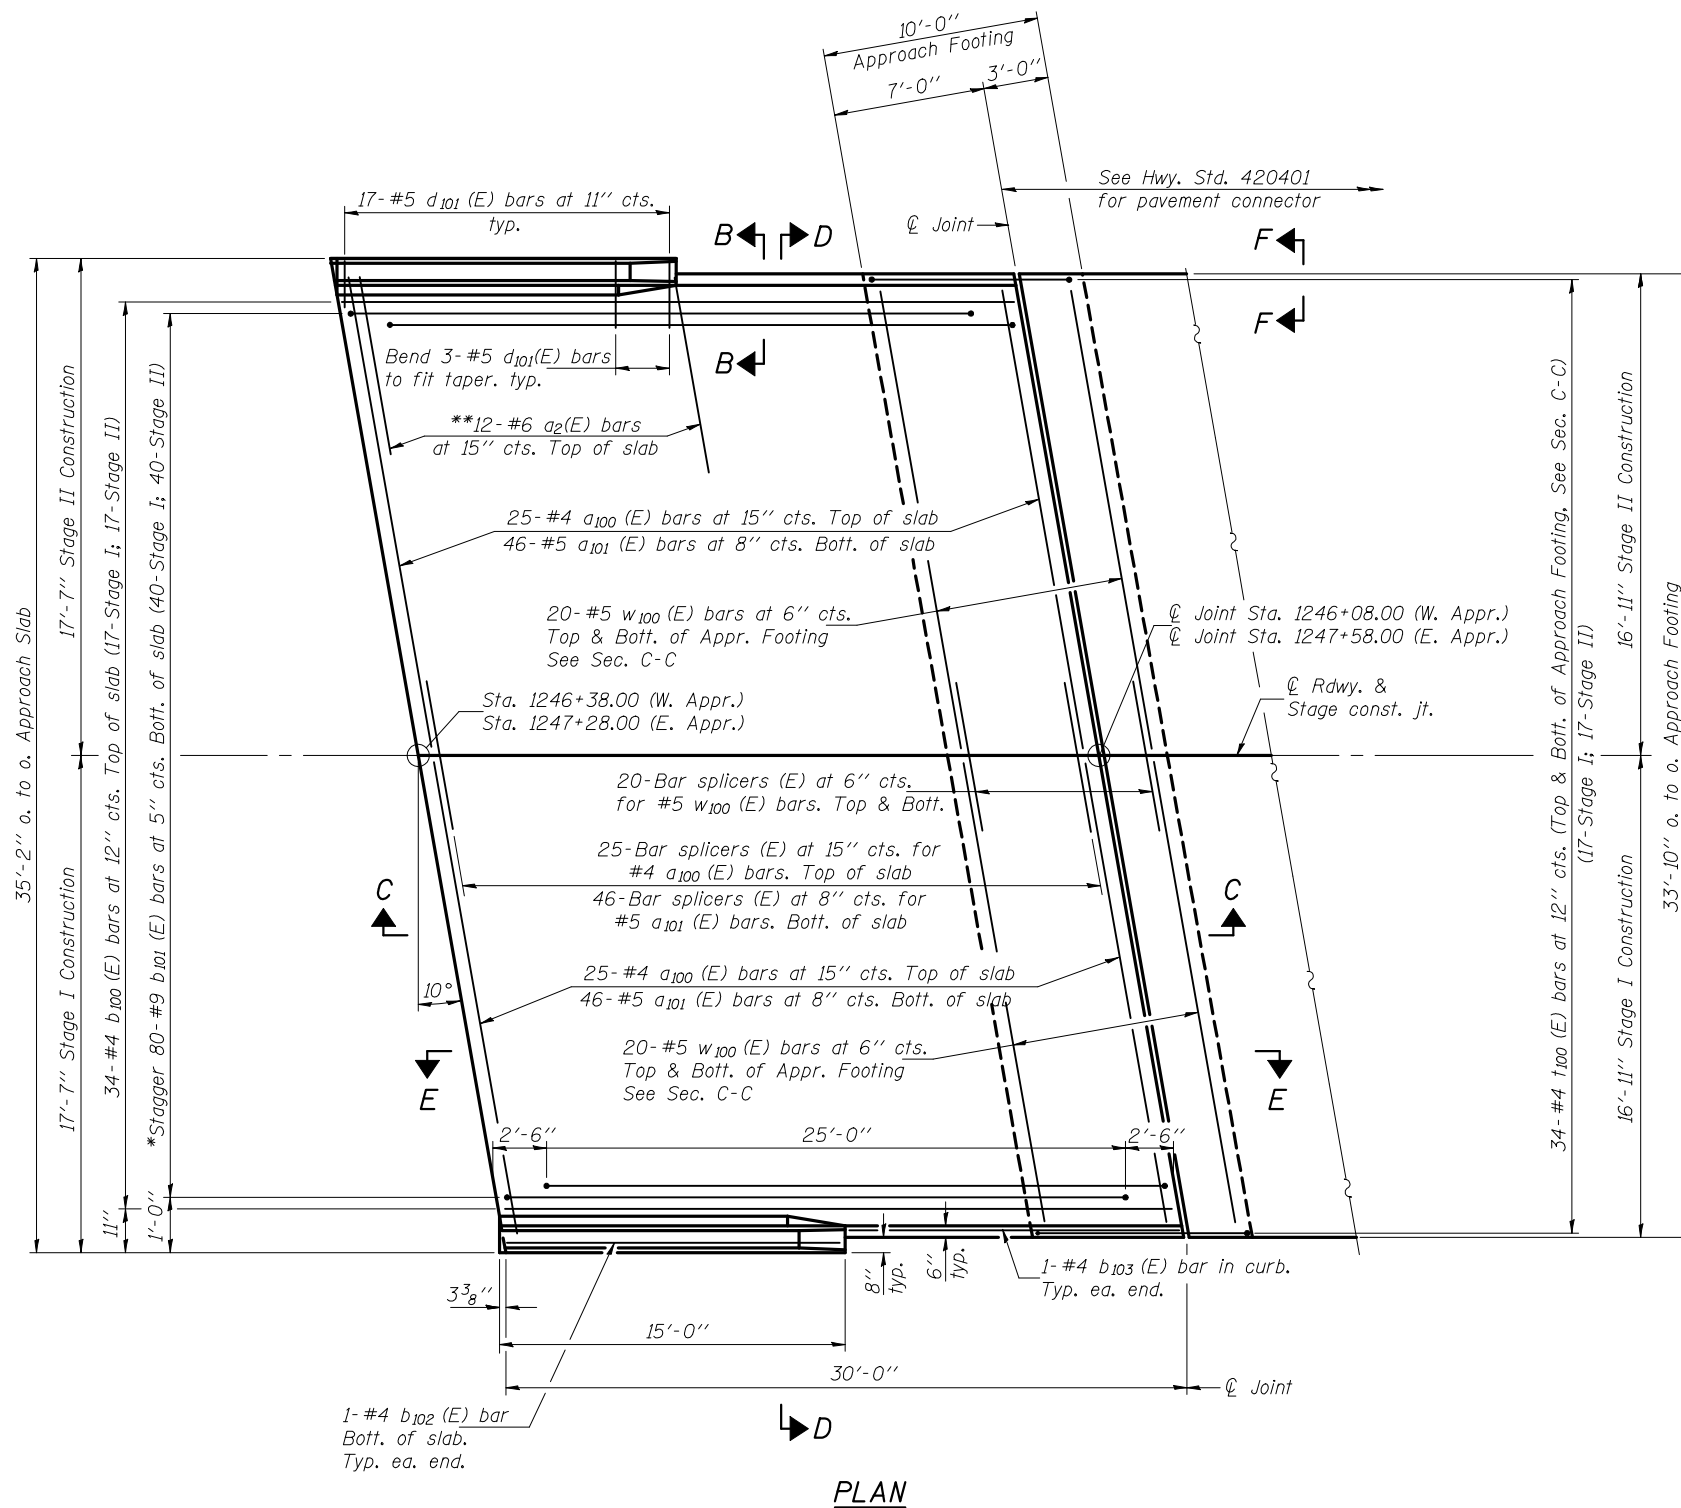 10'-0"
Approach Footing
7'-0"
3'-0"
See Hwy. Std. 420401
for pavement connector
17-#5 d101 (E) bars at 11" cts.
typ.
℄ Joint
B
D
F
F
B
Bend 3-#5 d101(E) bars
to fit taper. typ.
**12-#6 a2(E) bars
at 15" cts. Top of slab
25-#4 a100 (E) bars at 15" cts. Top of slab
46-#5 a101 (E) bars at 8" cts. Bott. of slab
20-#5 w100 (E) bars at 6" cts.
Top & Bott. of Appr. Footing
See Sec. C-C
℄ Joint Sta. 1246+08.00 (W. Appr.)
℄ Joint Sta. 1247+58.00 (E. Appr.)
Sta. 1246+38.00 (W. Appr.)
Sta. 1247+28.00 (E. Appr.)
℄ Rdwy. &
Stage const. jt.
20-Bar splicers (E) at 6" cts.
for #5 w100 (E) bars. Top & Bott.
25-Bar splicers (E) at 15" cts. for
#4 a100 (E) bars. Top of slab
46-Bar splicers (E) at 8" cts. for
#5 a101 (E) bars. Bott. of slab
C
C
25-#4 a100 (E) bars at 15" cts. Top of slab
46-#5 a101 (E) bars at 8" cts. Bott. of slab
10°
20-#5 w100 (E) bars at 6" cts.
Top & Bott. of Appr. Footing
See Sec. C-C
E
E
2'-6"
25'-0"
2'-6"
35'-2" o. to o. Approach Slab
17'-7" Stage II Construction
17'-7" Stage I Construction
34-#4 b100 (E) bars at 12" cts. Top of slab (17-Stage I; 17-Stage II)
11"
*Stagger 80-#9 b101 (E) bars at 5" cts. Bott. of slab (40-Stage I; 40-Stage II)
1'-0"
34-#4 t100 (E) bars at 12" cts. (Top & Bott. of Approach Footing, See Sec. C-C)
(17-Stage I; 17-Stage II)
16'-11" Stage II Construction
16'-11" Stage I Construction
33'-10" o. to o. Approach Footing
8"
typ.
6"
typ.
1-#4 b103 (E) bar in curb.
Typ. ea. end.
3 3/8"
15'-0"
30'-0"
℄ Joint
1-#4 b102 (E) bar
Bott. of slab.
Typ. ea. end.
D
PLAN